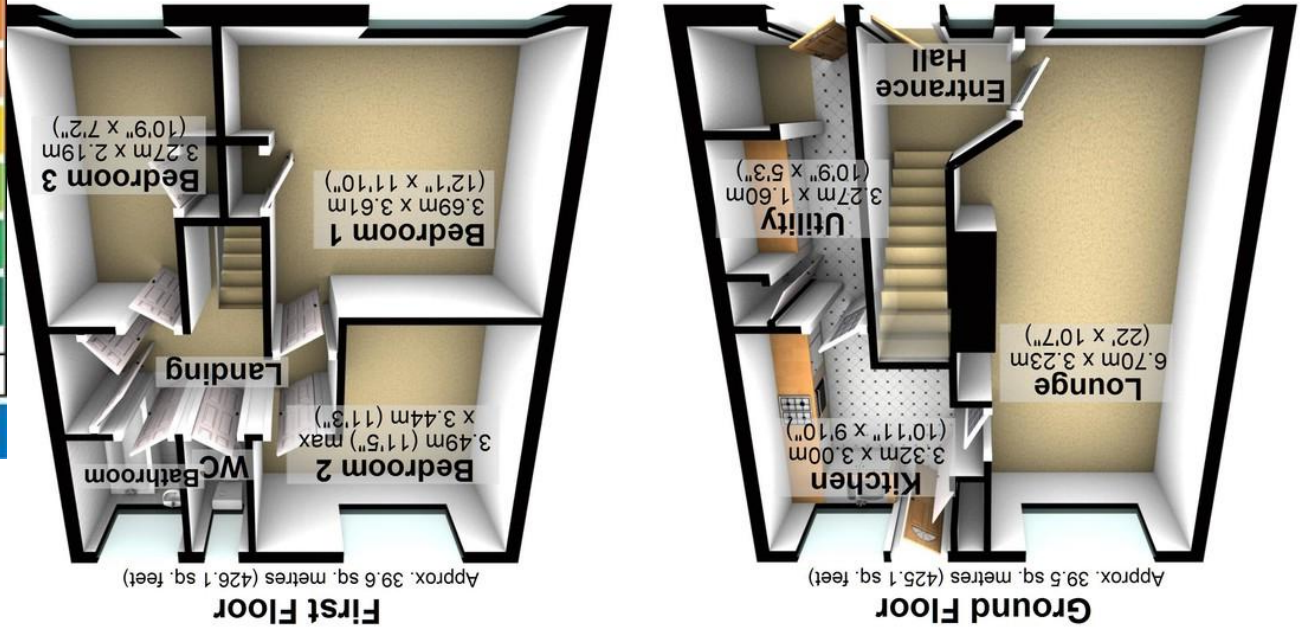 Ground Floor
Approx. 39.5 sq. metres (425.1 sq. feet)
Kitchen
3.32m x 3.00m
(10'11" x 9'10")
Lounge
6.70m x 3.23m
(22' x 10'7")
Utility
3.27m x 1.60m
(10'9" x 5'3")
Entrance
Hall
First Floor
Approx. 39.6 sq. metres (426.1 sq. feet)
Bedroom 2
3.49m (11'5") max
x 3.44m (11'3")
WC
Bathroom
Landing
Bedroom 1
3.69m x 3.61m
(12'1" x 11'10")
Bedroom 3
3.27m x 2.19m
(10'9" x 7'2")